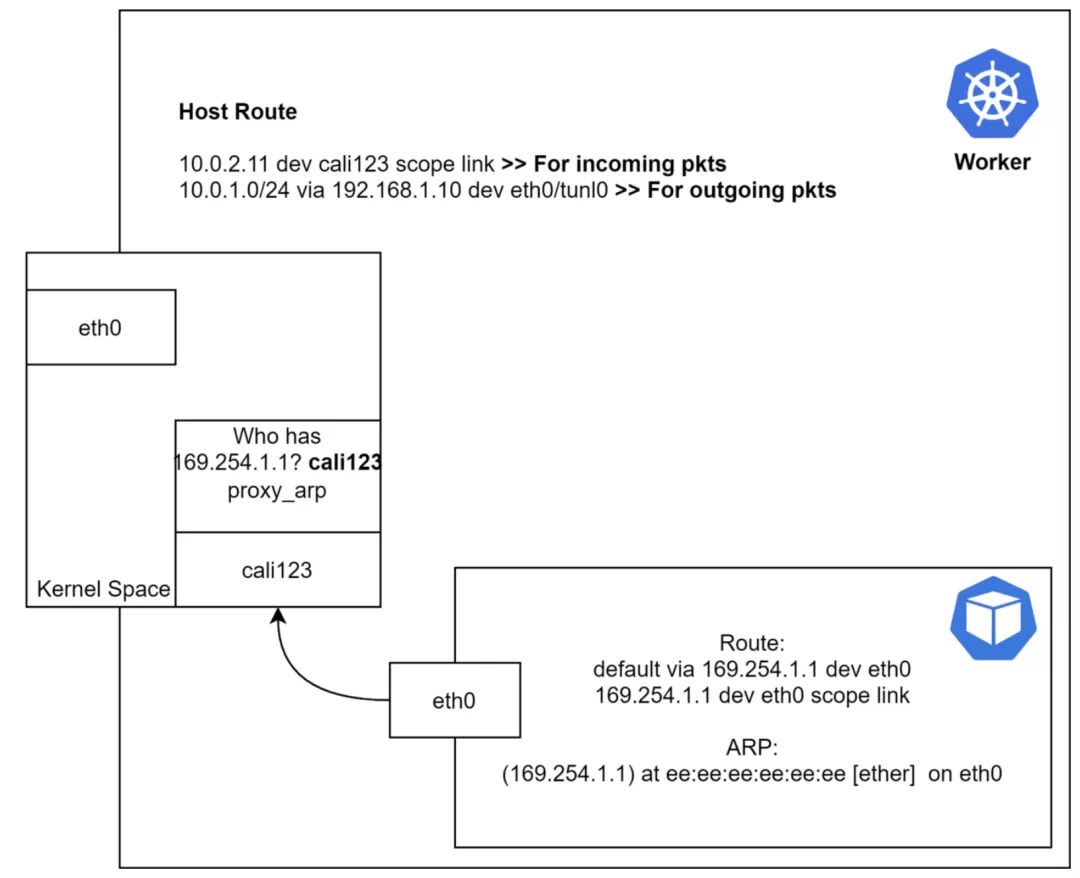 Host Route
Worker
10.0.2.11 dev cali123 scope link >> For incoming pkts
10.0.1.0/24 via 192.168.1.10 dev eth0/tunl0 >> For outgoing pkts
eth0
Who has
169.254.1.1? cali123
proxy_arp
cali123
Kernel Space
eth0
Route:
default via 169.254.1.1 dev eth0
169.254.1.1 dev eth0 scope link
ARP:
(169.254.1.1) at ee:ee:ee:ee:ee:ee [ether]  on eth0